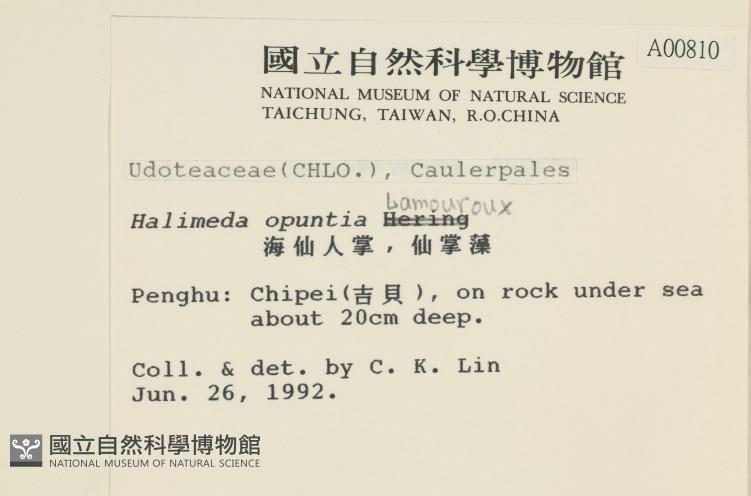 國立自然科學博物館
A00810
NATIONAL MUSEUM OF NATURAL SCIENCE
TAICHUNG, TAIWAN, R.O.CHINA
Udoteaceae(CHLO.), Caulerpales
Lamouroux
Halimeda opuntia Hering
海仙人掌，仙掌藻
Penghu: Chipei(吉貝), on rock under sea
about 20cm deep.
Coll. & det. by C. K. Lin
Jun. 26, 1992.
國立自然科學博物館
NATIONAL MUSEUM OF NATURAL SCIENCE